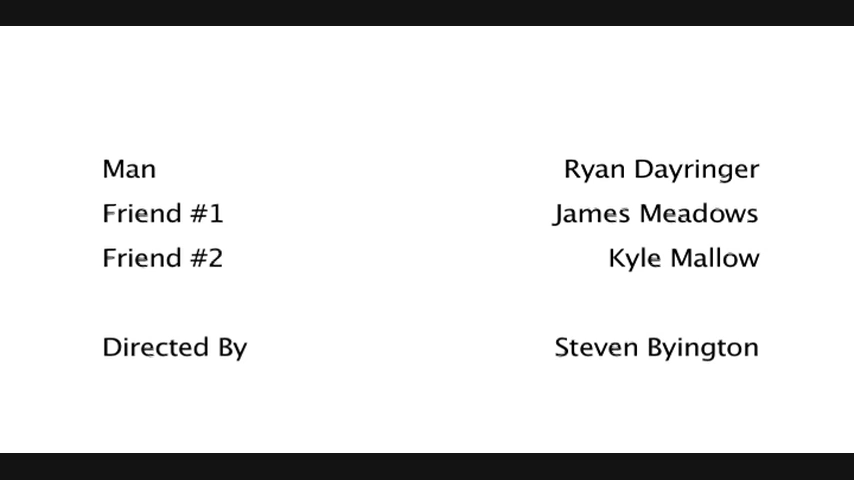 Man Ryan Dayringer
Friend #1 James Meadows
Friend #2 Kyle Mallow
Directed By Steven Byington